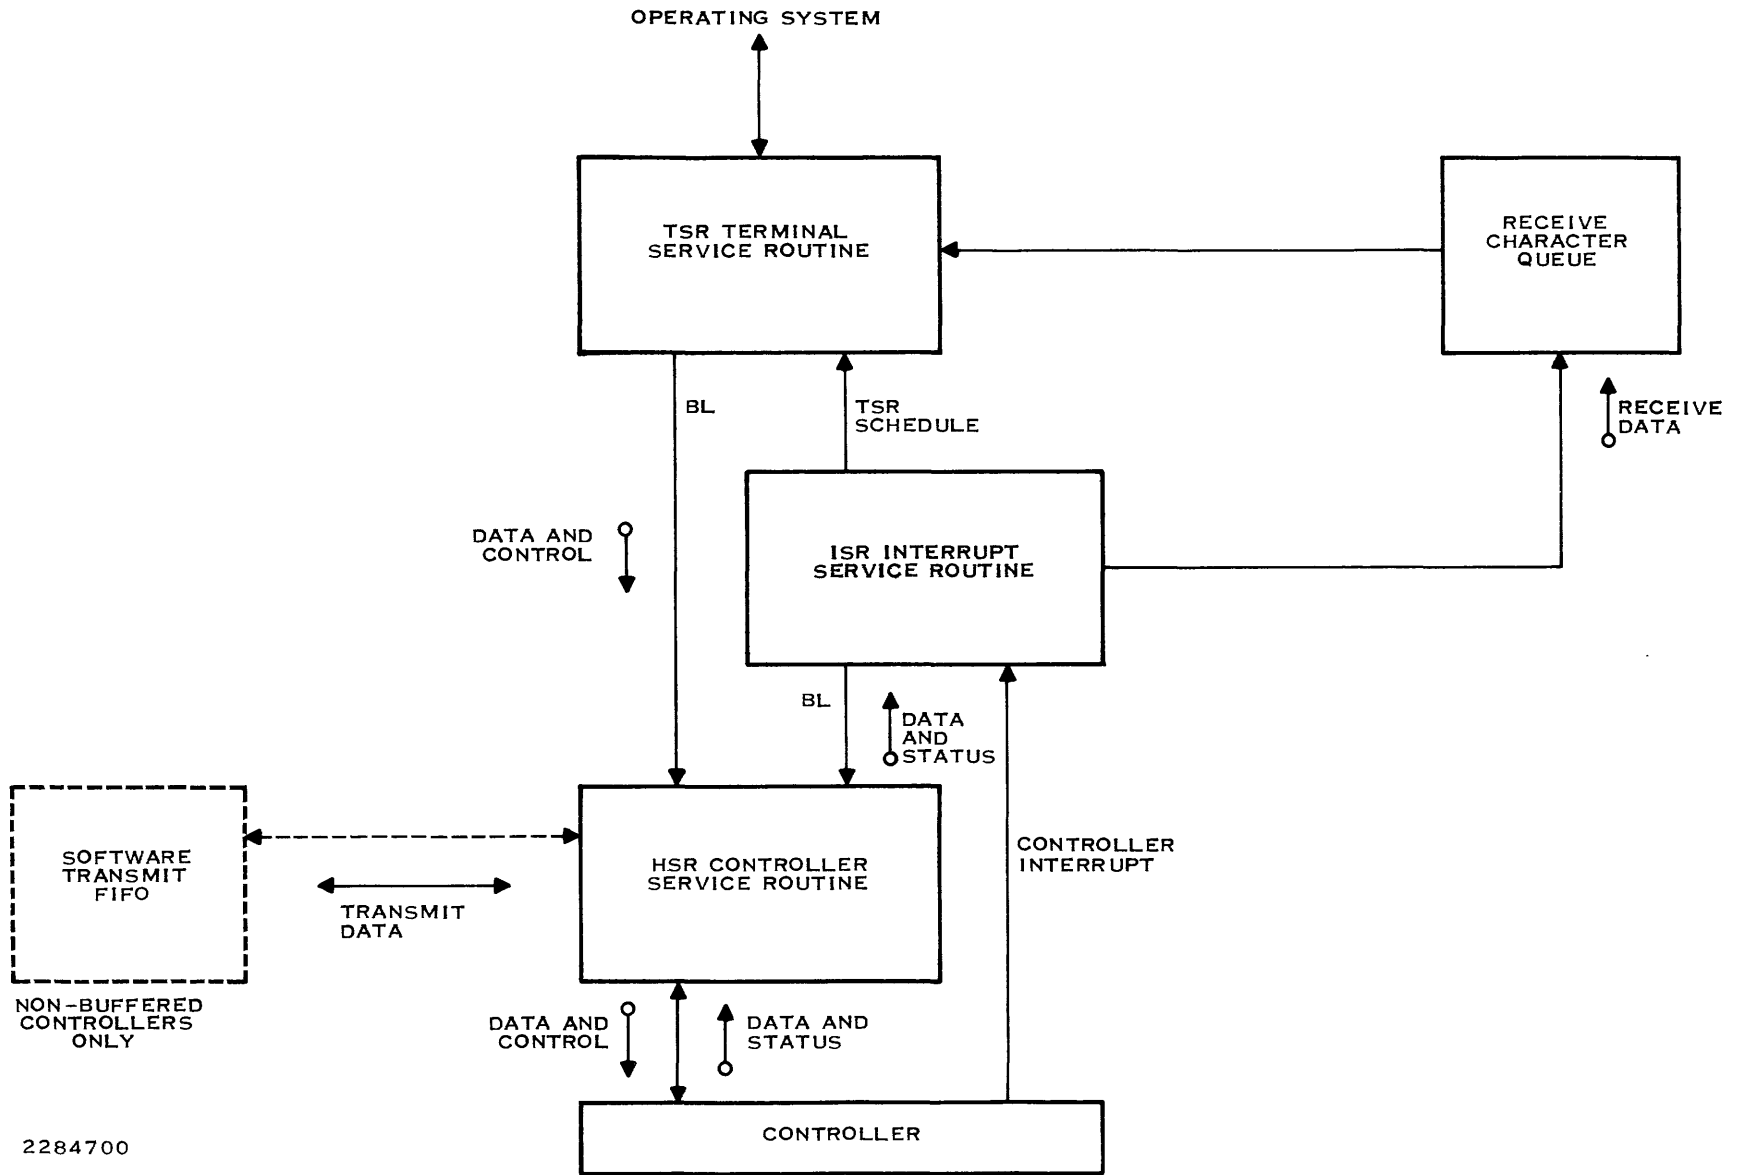 OPERATING SYSTEM
TSR TERMINAL
SERVICE ROUTINE
RECEIVE
CHARACTER
QUEUE
BL
TSR
SCHEDULE
RECEIVE
DATA
DATA AND
CONTROL
ISR INTERRUPT
SERVICE ROUTINE
BL
DATA
AND
STATUS
SOFTWARE
TRANSMIT
FIFO
TRANSMIT
DATA
HSR CONTROLLER
SERVICE ROUTINE
CONTROLLER
INTERRUPT
NON-BUFFERED
CONTROLLERS
ONLY
DATA AND
CONTROL
DATA AND
STATUS
CONTROLLER
2284700